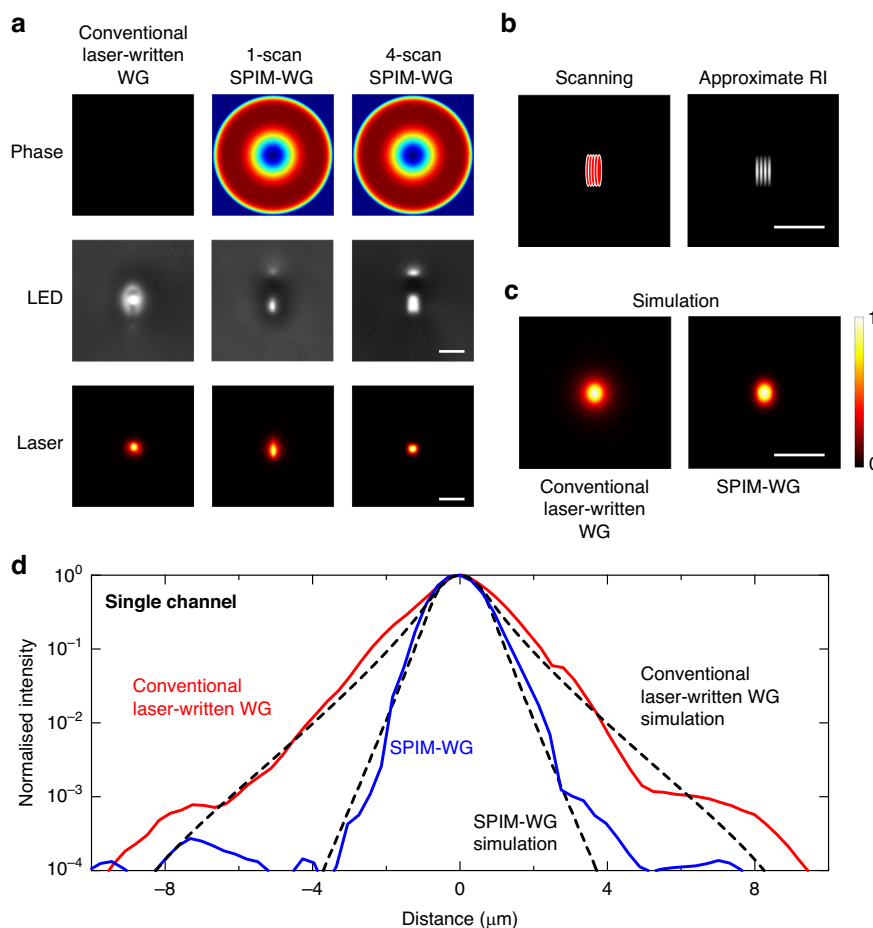 a
Conventional
laser-written
WG
1-scan
SPIM-WG
4-scan
SPIM-WG
Phase
LED
Laser
b
Scanning
Approximate RI
c
Simulation
1
0
Conventional
laser-written
WG
SPIM-WG
d
Single channel
Conventional
laser-written WG
SPIM-WG
Conventional
laser-written WG
simulation
SPIM-WG
simulation
Normalised intensity
10⁰
10⁻¹
10⁻²
10⁻³
10⁻⁴
−8
−4
0
4
8
Distance (μm)